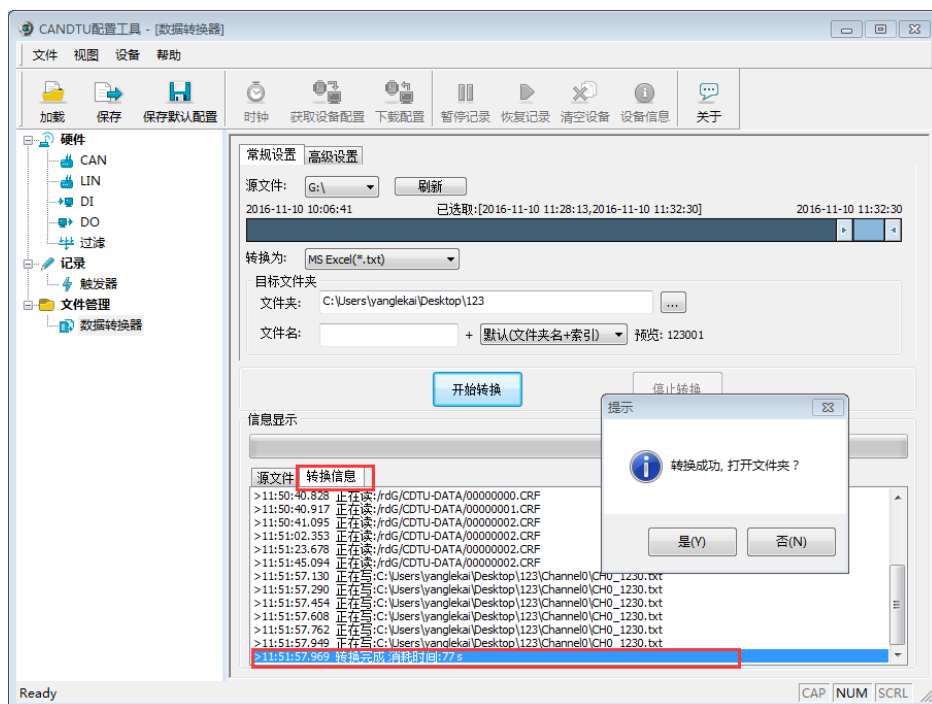 CANDTU配置工具 - [数据转换器]
文件 视图 设备 帮助
加载 保存 保存默认配置 时钟 获取设备配置 下载配置 暂停记录 恢复记录 清空设备 设备信息 关于
硬件
CAN
LIN
DI
DO
过滤
记录
触发器
文件管理
数据转换器
常规设置 高级设置
源文件: G:\ 刷新
2016-11-10 10:06:41 已选取:[2016-11-10 11:28:13,2016-11-10 11:32:30] 2016-11-10 11:32:30
转换为: MS Excel(*.txt)
目标文件夹
文件夹: C:\Users\yanglekai\Desktop\123 ...
文件名: + 默认(文件夹名+索引) 预览: 123001
开始转换 停止转换
信息显示
源文件 转换信息
>11:50:40.828 正在读:/rdG/CDTU-DATA/00000000.CRF
>11:50:40.917 正在读:/rdG/CDTU-DATA/00000001.CRF
>11:50:41.095 正在读:/rdG/CDTU-DATA/00000002.CRF
>11:51:02.353 正在读:/rdG/CDTU-DATA/00000002.CRF
>11:51:23.678 正在读:/rdG/CDTU-DATA/00000002.CRF
>11:51:45.094 正在读:/rdG/CDTU-DATA/00000002.CRF
>11:51:57.130 正在写:C:\Users\yanglekai\Desktop\123\Channel0\CH0_1230.txt
>11:51:57.290 正在写:C:\Users\yanglekai\Desktop\123\Channel0\CH0_1230.txt
>11:51:57.454 正在写:C:\Users\yanglekai\Desktop\123\Channel0\CH0_1230.txt
>11:51:57.608 正在写:C:\Users\yanglekai\Desktop\123\Channel0\CH0_1230.txt
>11:51:57.762 正在写:C:\Users\yanglekai\Desktop\123\Channel0\CH0_1230.txt
>11:51:57.949 正在写:C:\Users\yanglekai\Desktop\123\Channel0\CH0_1230.txt
>11:51:57.969 转换完成 消耗时间:77 s
提示
转换成功, 打开文件夹 ?
是(Y) 否(N)
Ready CAP NUM SCRL